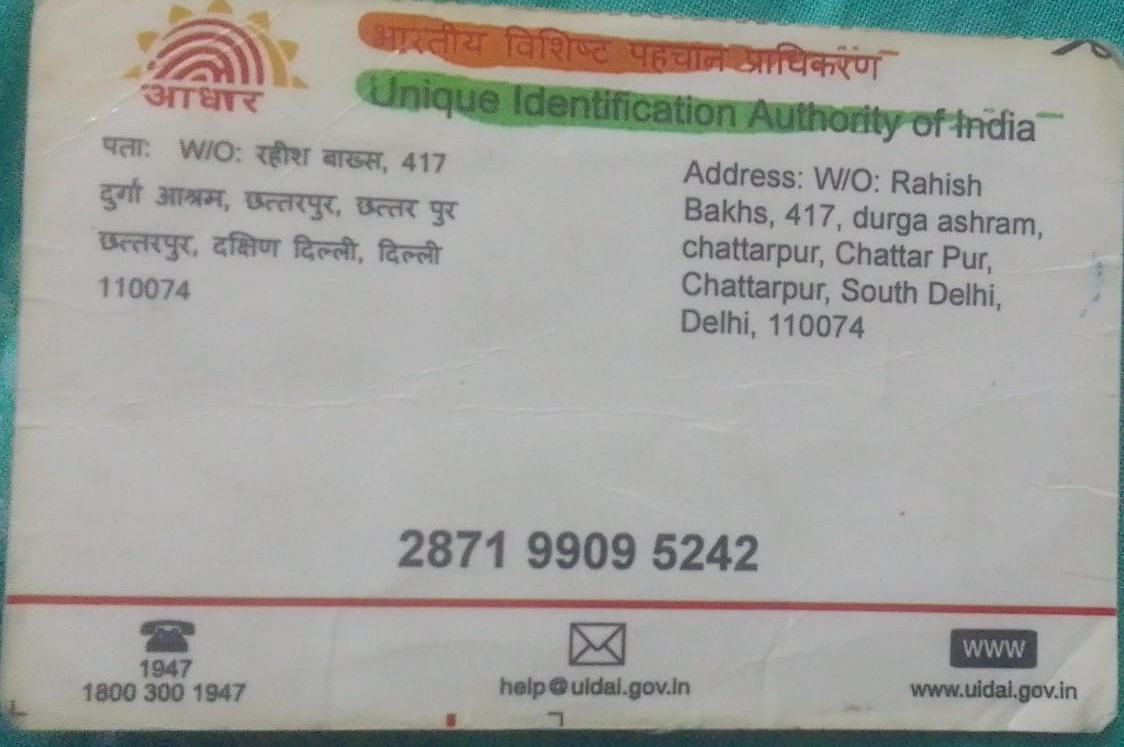 भारतीय विशिष्ट पहचान प्राधिकरण
Unique Identification Authority of India
आधार
पता: W/O: रहीश बाख्स, 417
दुर्गा आश्रम, छत्तरपुर, छत्तर पुर
छत्तरपुर, दक्षिण दिल्ली, दिल्ली
110074
Address: W/O: Rahish
Bakhs, 417, durga ashram,
chattarpur, Chattar Pur,
Chattarpur, South Delhi,
Delhi, 110074
2871 9909 5242
1947
1800 300 1947
help@uidai.gov.in
WWW
www.uidai.gov.in